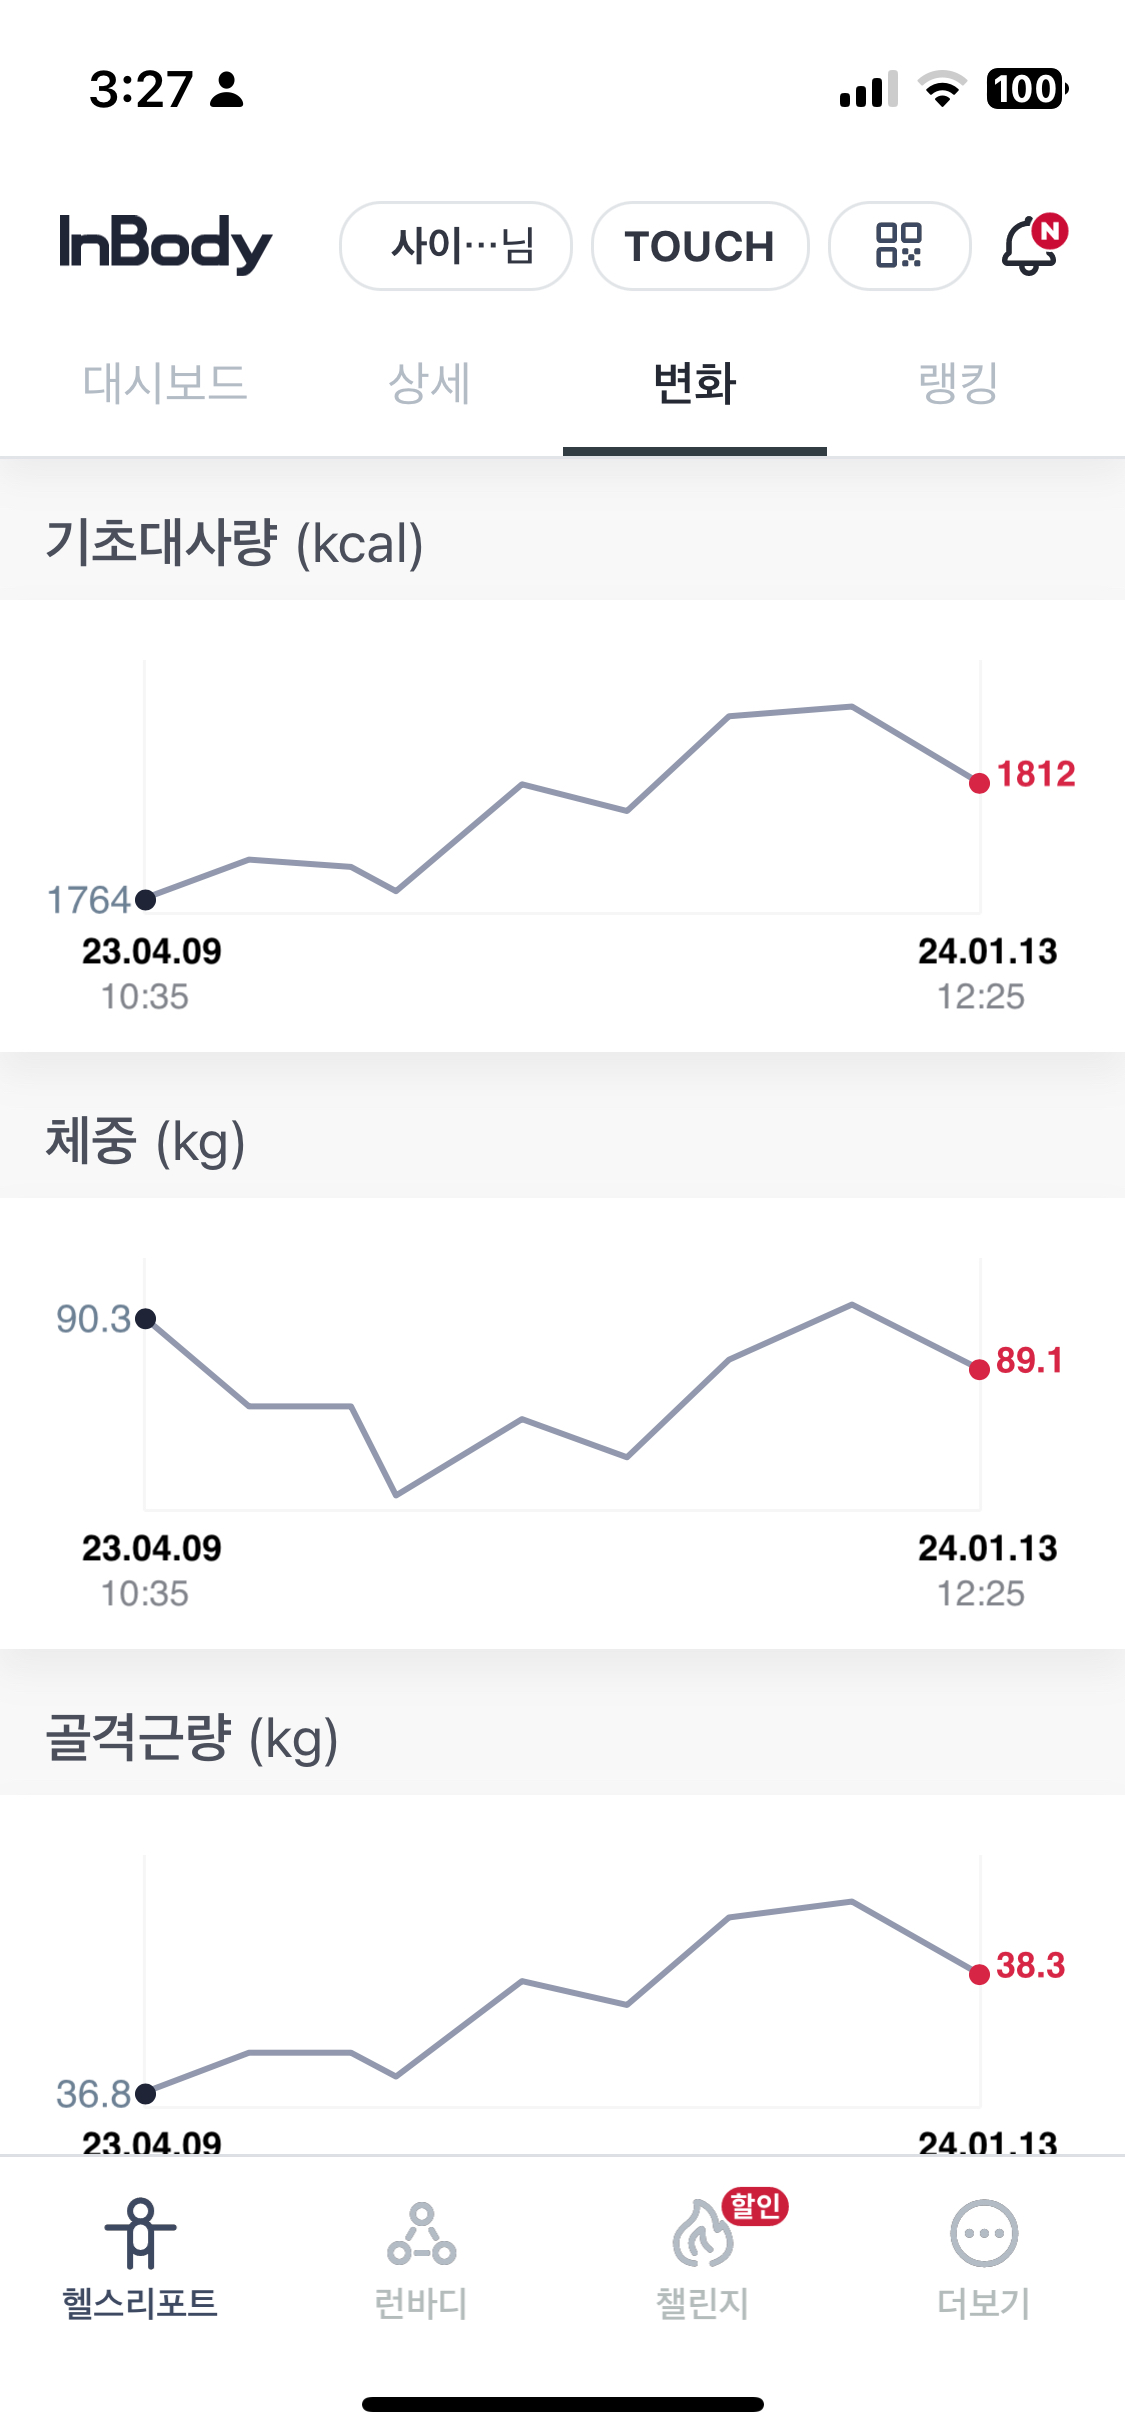 3:27
100
InBody
사이…님
TOUCH
N
대시보드
상세
변화
랭킹
기초대사량 (kcal)
1812
1764
23.04.09
24.01.13
10:35
12:25
체중 (kg)
90.3
89.1
23.04.09
24.01.13
10:35
12:25
골격근량 (kg)
38.3
36.8
23.04.09
24.01.13
할인
헬스리포트
런바디
챌린지
더보기